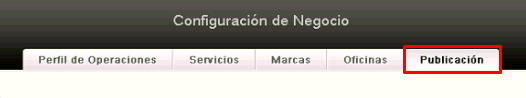 Configuración de Negocio
Perfil de Operaciones Servicios Marcas Oficinas Publicación